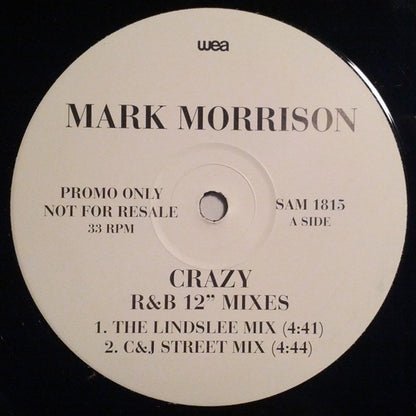 wea
MARK MORRISON
PROMO ONLY
NOT FOR RESALE
33 RPM
SAM 1815
A SIDE
CRAZY
R&B 12” MIXES
1. THE LINDSLEE MIX (4:41)
2. C&J STREET MIX (4:44)